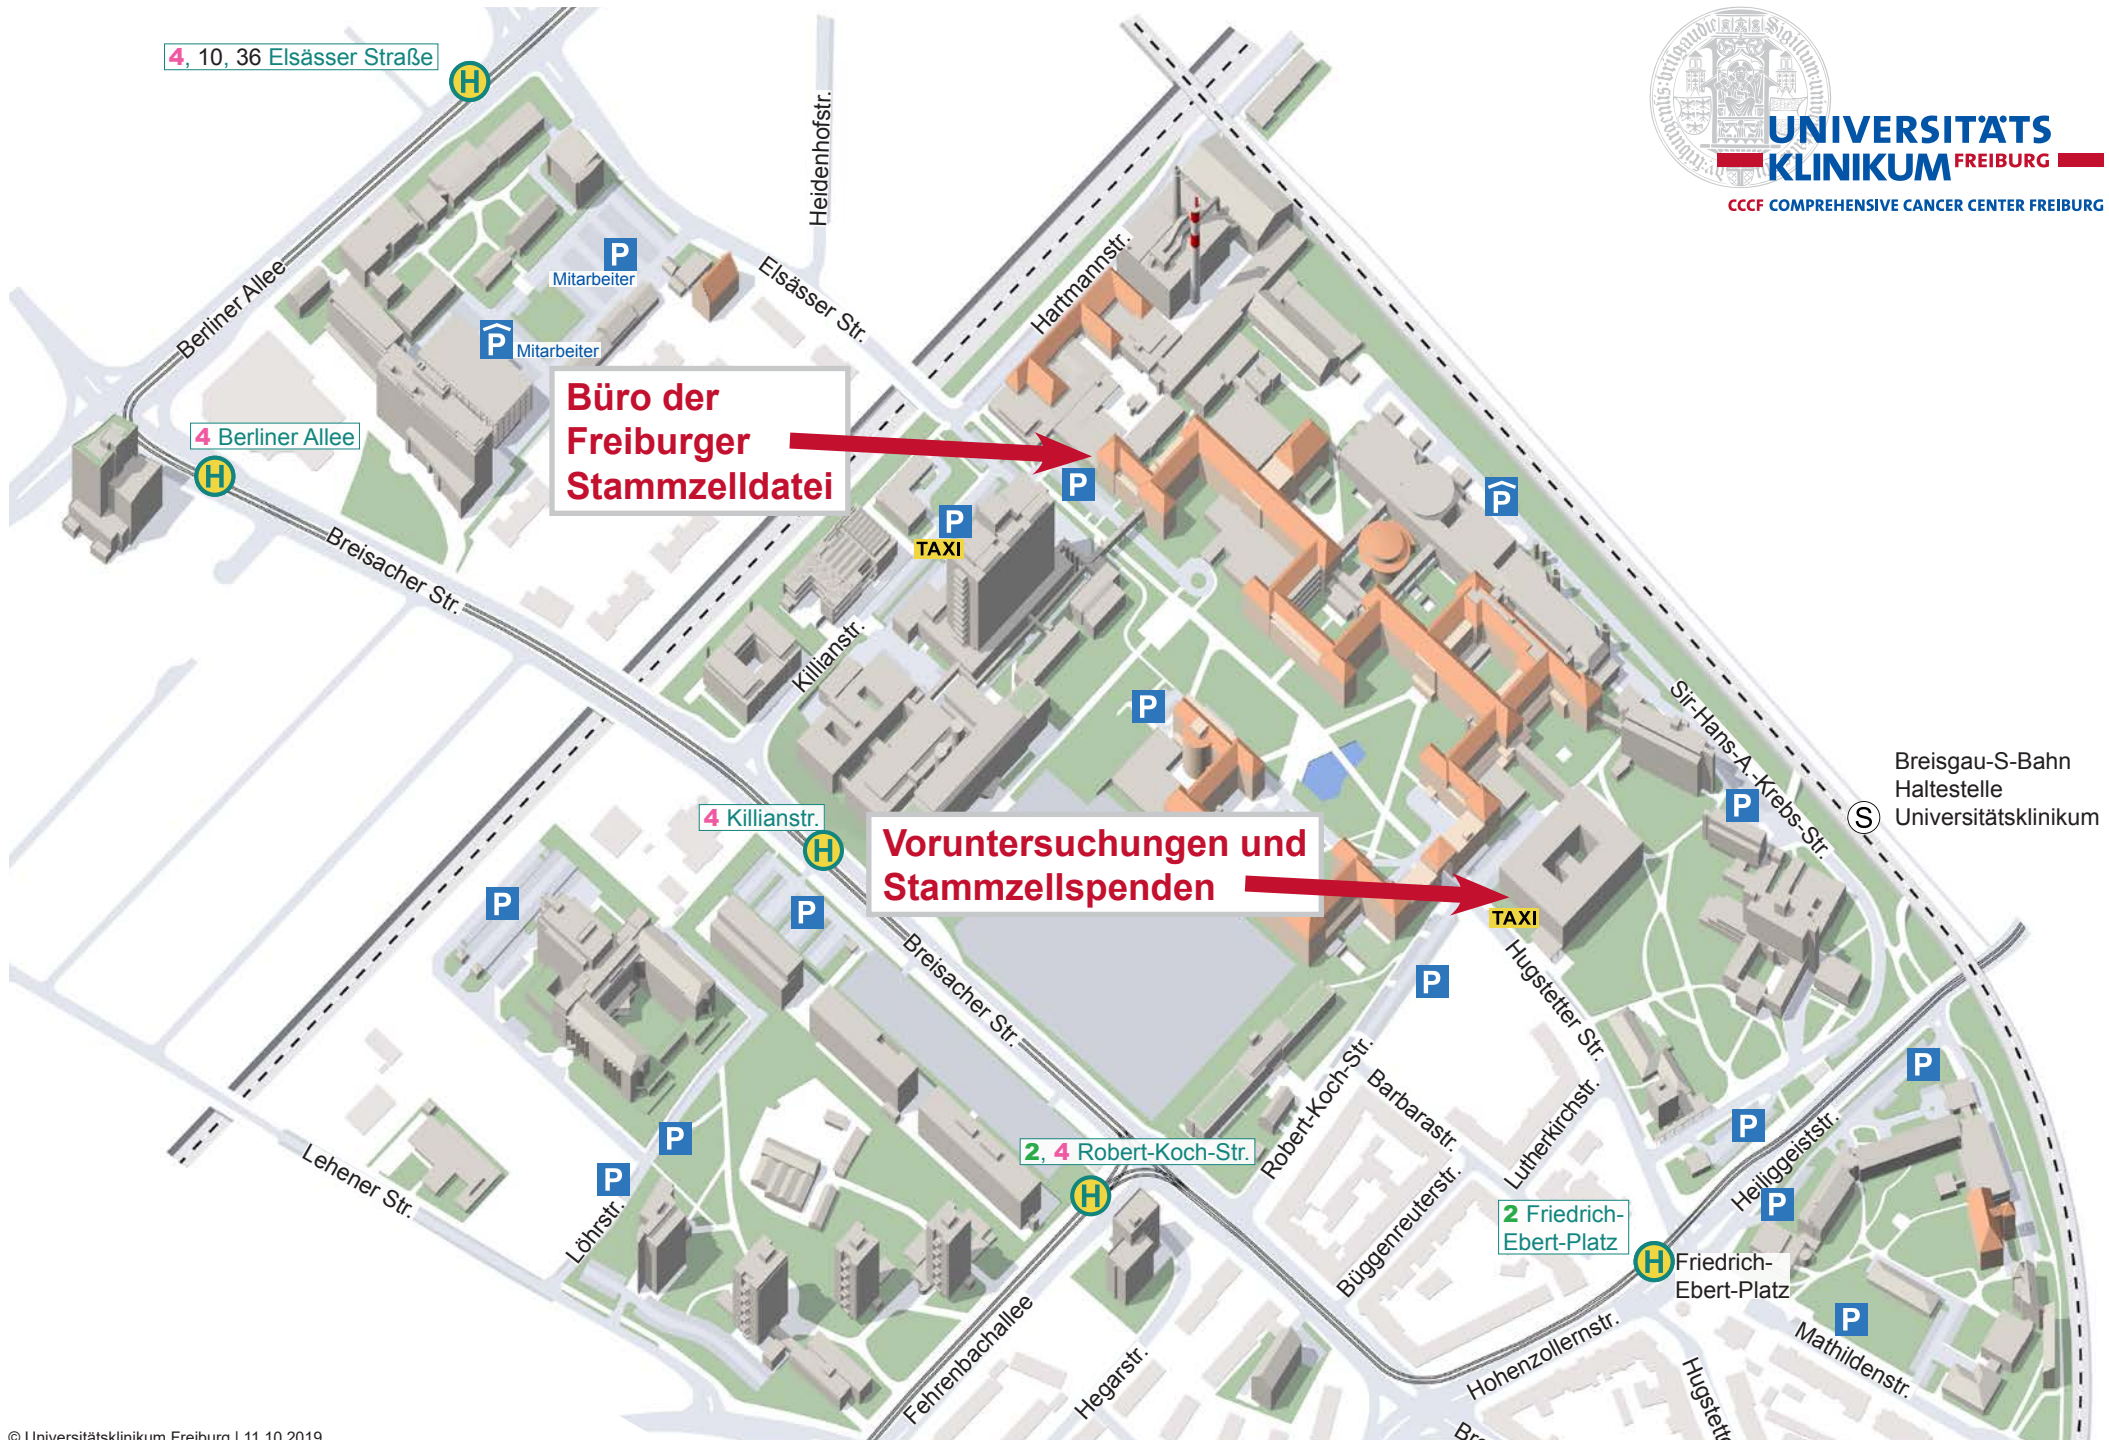 4, 10, 36 Elsässer Straße
H
Heidenhofstr.
UNIVERSITÄTS
KLINIKUM FREIBURG
CCCF COMPREHENSIVE CANCER CENTER FREIBURG
P
Mitarbeiter
P
Mitarbeiter
Berliner Allee
Elsässer Str.
Hartmannstr.
Büro der
Freiburger
Stammzelldatei
4 Berliner Allee
H
P
P
TAXI
P
Breisacher Str.
Killianstr.
P
Sir-Hans-A.-Krebs-Str.
P
Breisgau-S-Bahn
Haltestelle
Universitätsklinikum
S
4 Killianstr.
H
Voruntersuchungen und
Stammzellspenden
TAXI
P
P
P
Breisacher Str.
Hugstetter Str.
Robert-Koch-Str.
Barbarastr.
Lutherkirchstr.
Büggenreuterstr.
P
P
P
P
P
Heiliggeiststr.
2, 4 Robert-Koch-Str.
H
Lehener Str.
Löhrstr.
2 Friedrich-
Ebert-Platz
H
Friedrich-
Ebert-Platz
P
Mathildenstr.
Hohenzollernstr.
Fehrenbachallee
Hegarstr.
© Universitätsklinikum Freiburg | 11.10.2019